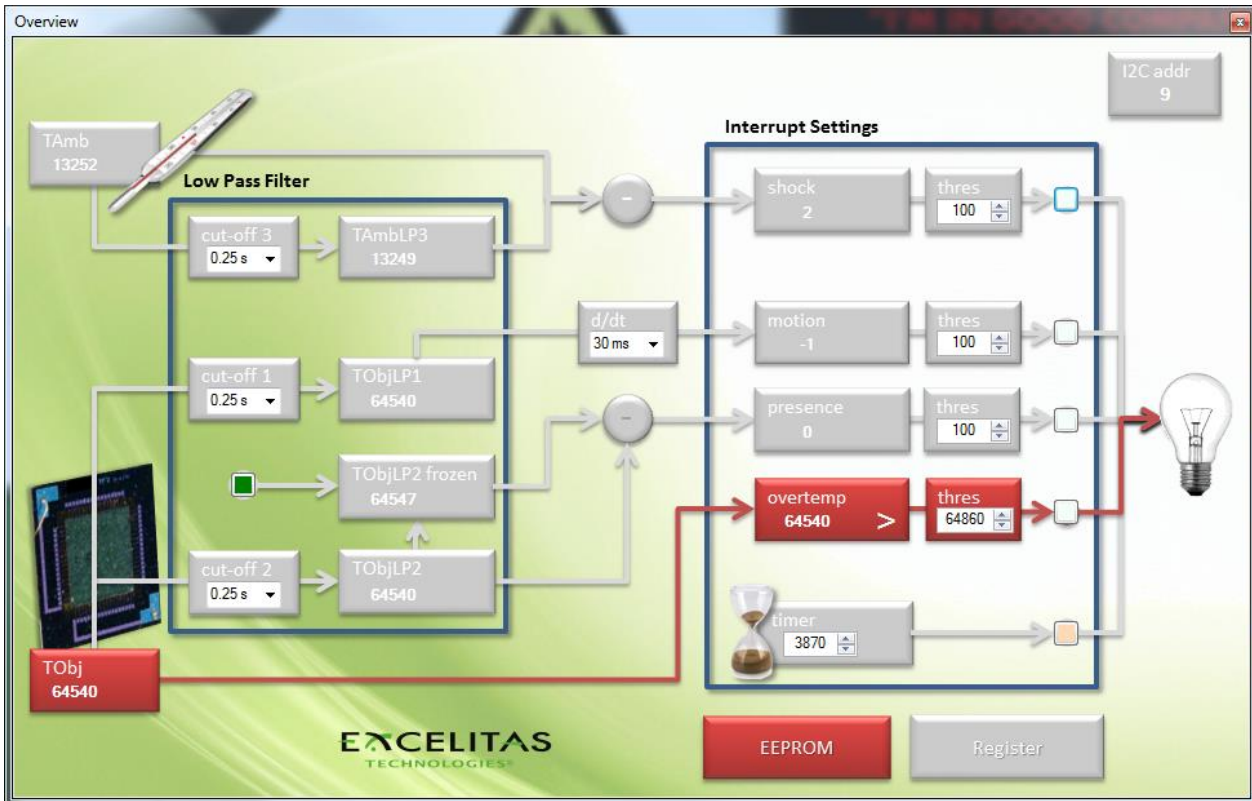 Overview
"I'M IN GOOD COMPA
I2C addr
9
TAmb
13252
Low Pass Filter
Interrupt Settings
cut-off 3
0.25 s
TAmbLP3
13249
-
shock
2
thres
100
d/dt
30 ms
motion
-1
thres
100
cut-off 1
0.25 s
TObjLP1
64540
-
presence
0
thres
100
TObjLP2 frozen
64547
overtemp
64540 >
thres
64860
cut-off 2
0.25 s
TObjLP2
64540
timer
3870
TObj
64540
EXCELITAS
TECHNOLOGIES®
EEPROM
Register